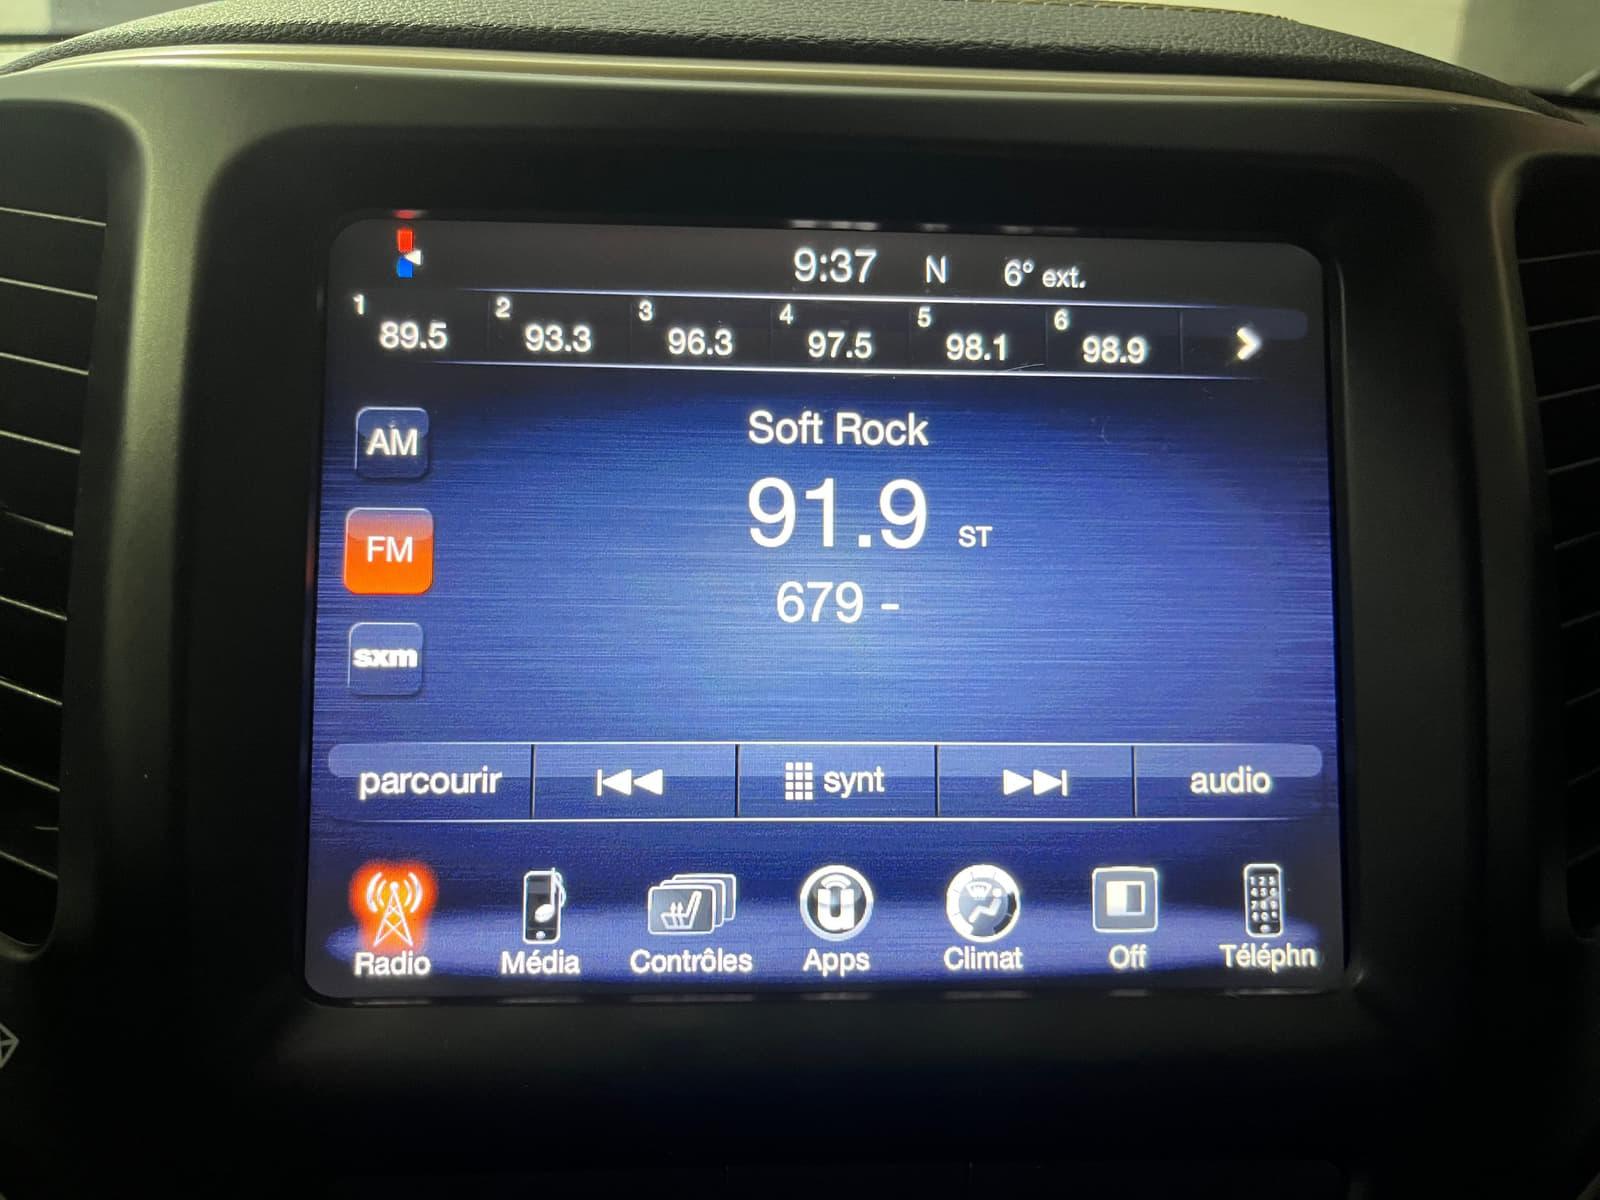 9:37 N 6° ext.
1 89.5 2 93.3 3 96.3 4 97.5 5 98.1 6 98.9
Soft Rock
AM
91.9 ST
FM
679 -
sxm
parcourir synt audio
Radio Média Contrôles Apps Climat Off Téléphn